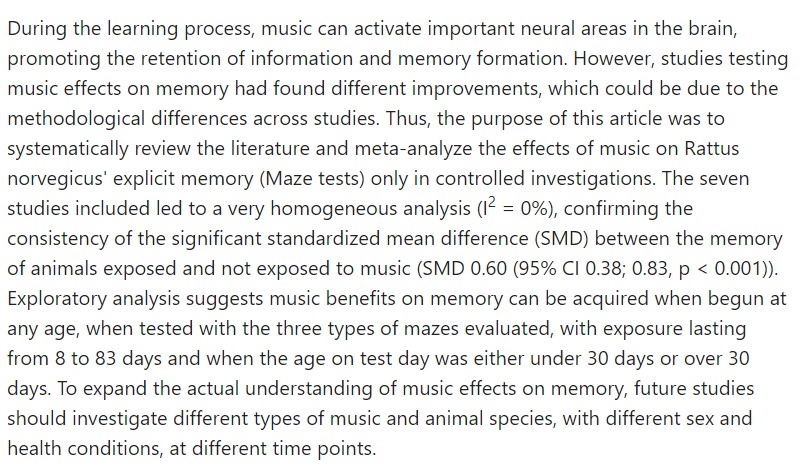 During the learning process, music can activate important neural areas in the brain,
promoting the retention of information and memory formation. However, studies testing
music effects on memory had found different improvements, which could be due to the
methodological differences across studies. Thus, the purpose of this article was to
systematically review the literature and meta-analyze the effects of music on Rattus
norvegicus' explicit memory (Maze tests) only in controlled investigations. The seven
studies included led to a very homogeneous analysis (I² = 0%), confirming the
consistency of the significant standardized mean difference (SMD) between the memory
of animals exposed and not exposed to music (SMD 0.60 (95% CI 0.38; 0.83, p < 0.001)).
Exploratory analysis suggests music benefits on memory can be acquired when begun at
any age, when tested with the three types of mazes evaluated, with exposure lasting
from 8 to 83 days and when the age on test day was either under 30 days or over 30
days. To expand the actual understanding of music effects on memory, future studies
should investigate different types of music and animal species, with different sex and
health conditions, at different time points.